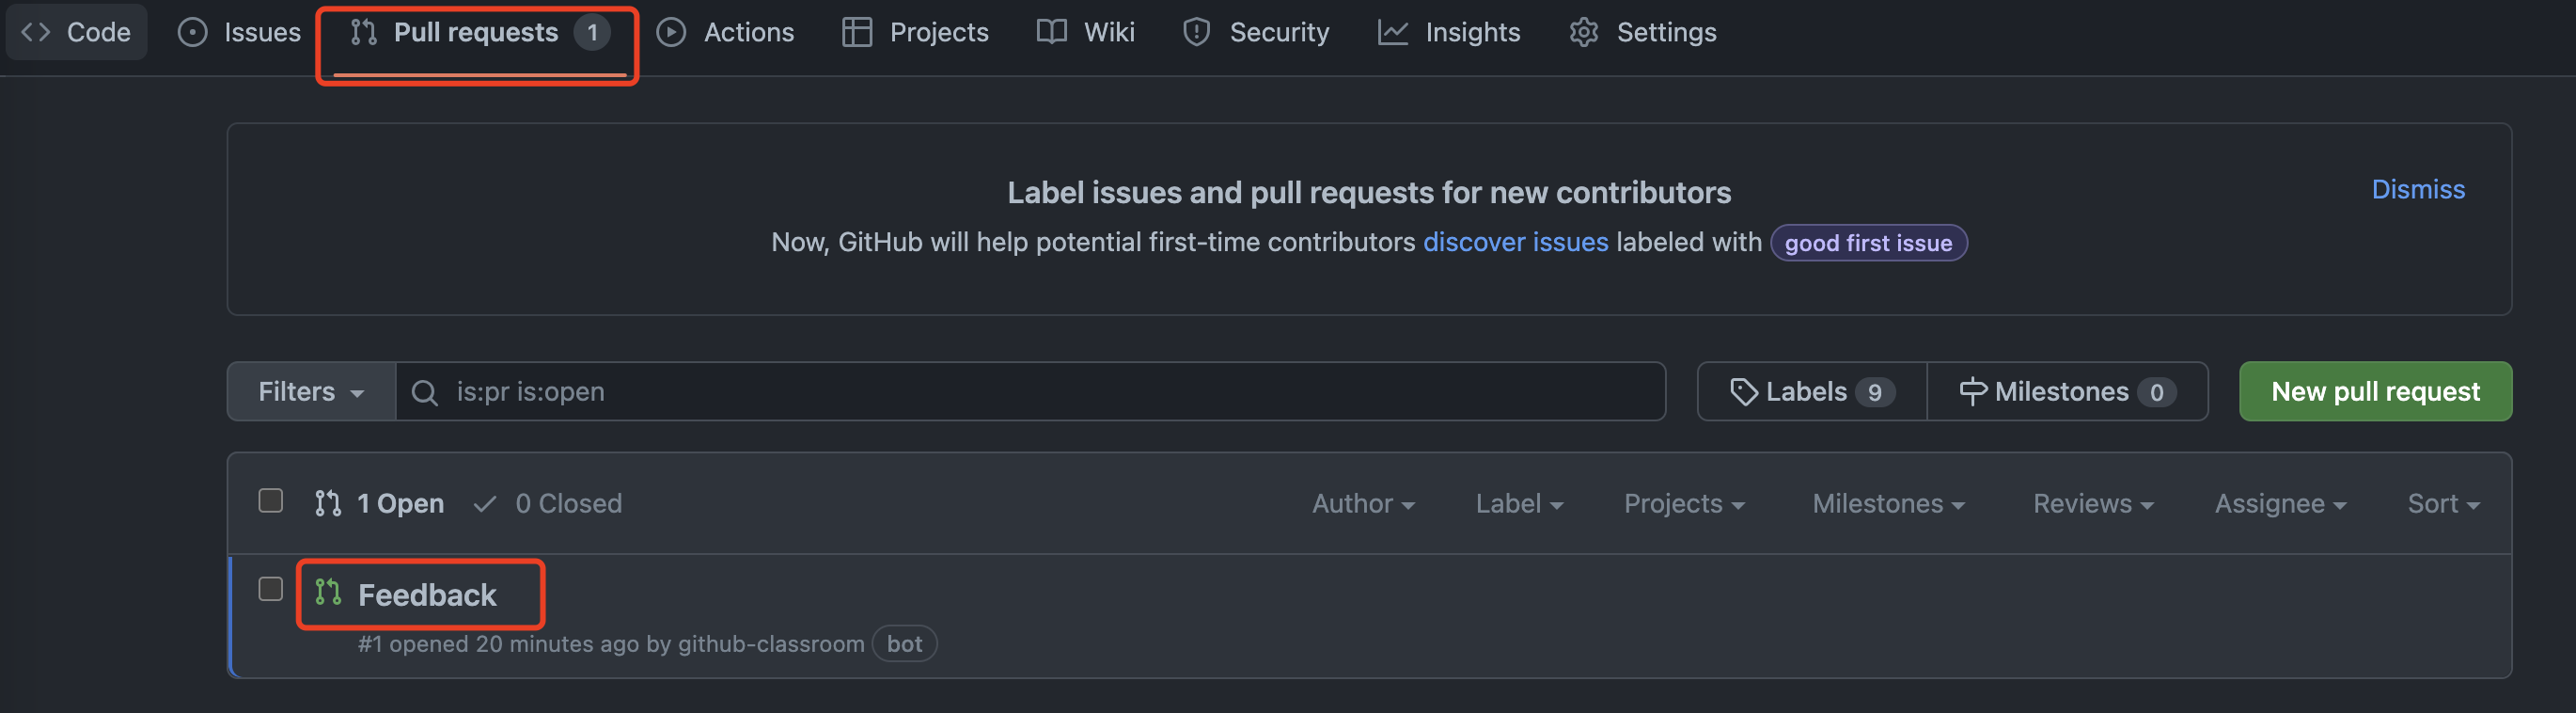 Code Issues Pull requests 1 Actions Projects Wiki Security Insights Settings
Label issues and pull requests for new contributors
Dismiss
Now, GitHub will help potential first-time contributors discover issues labeled with good first issue
Filters is:pr is:open Labels 9 Milestones 0 New pull request
1 Open 0 Closed Author Label Projects Milestones Reviews Assignee Sort
Feedback
#1 opened 20 minutes ago by github-classroom bot